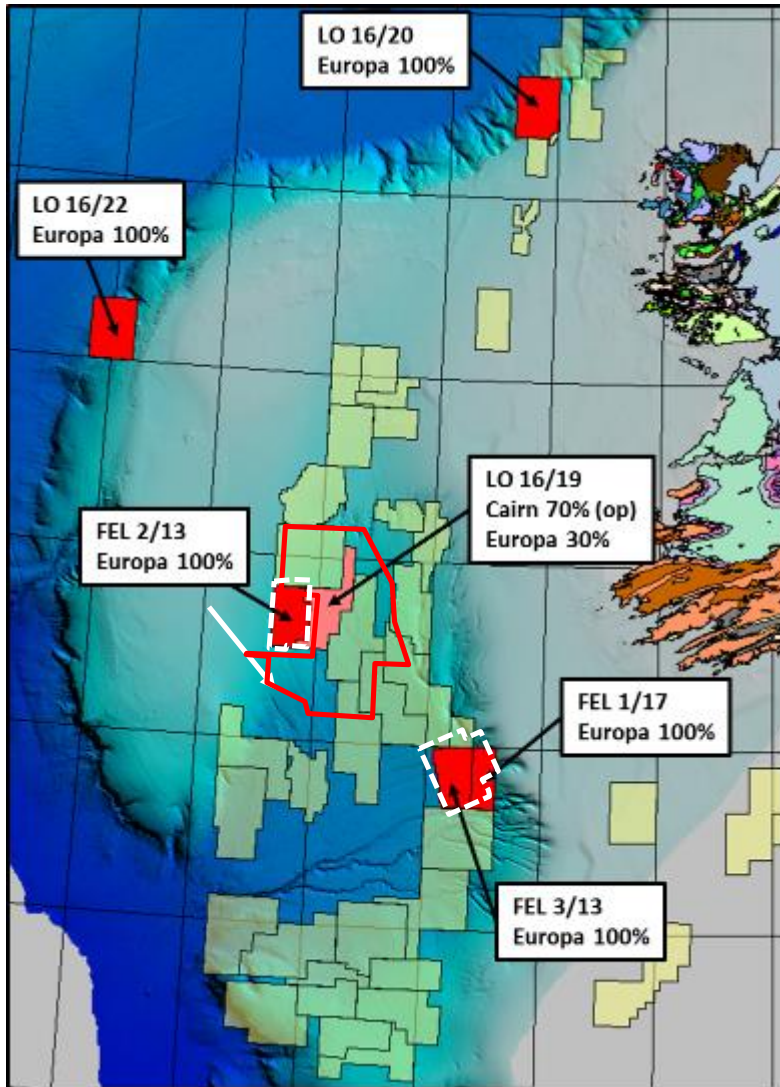 LO 16/20
Europa 100%
LO 16/22
Europa 100%
LO 16/19
Cairn 70% (op)
Europa 30%
FEL 2/13
Europa 100%
FEL 1/17
Europa 100%
FEL 3/13
Europa 100%